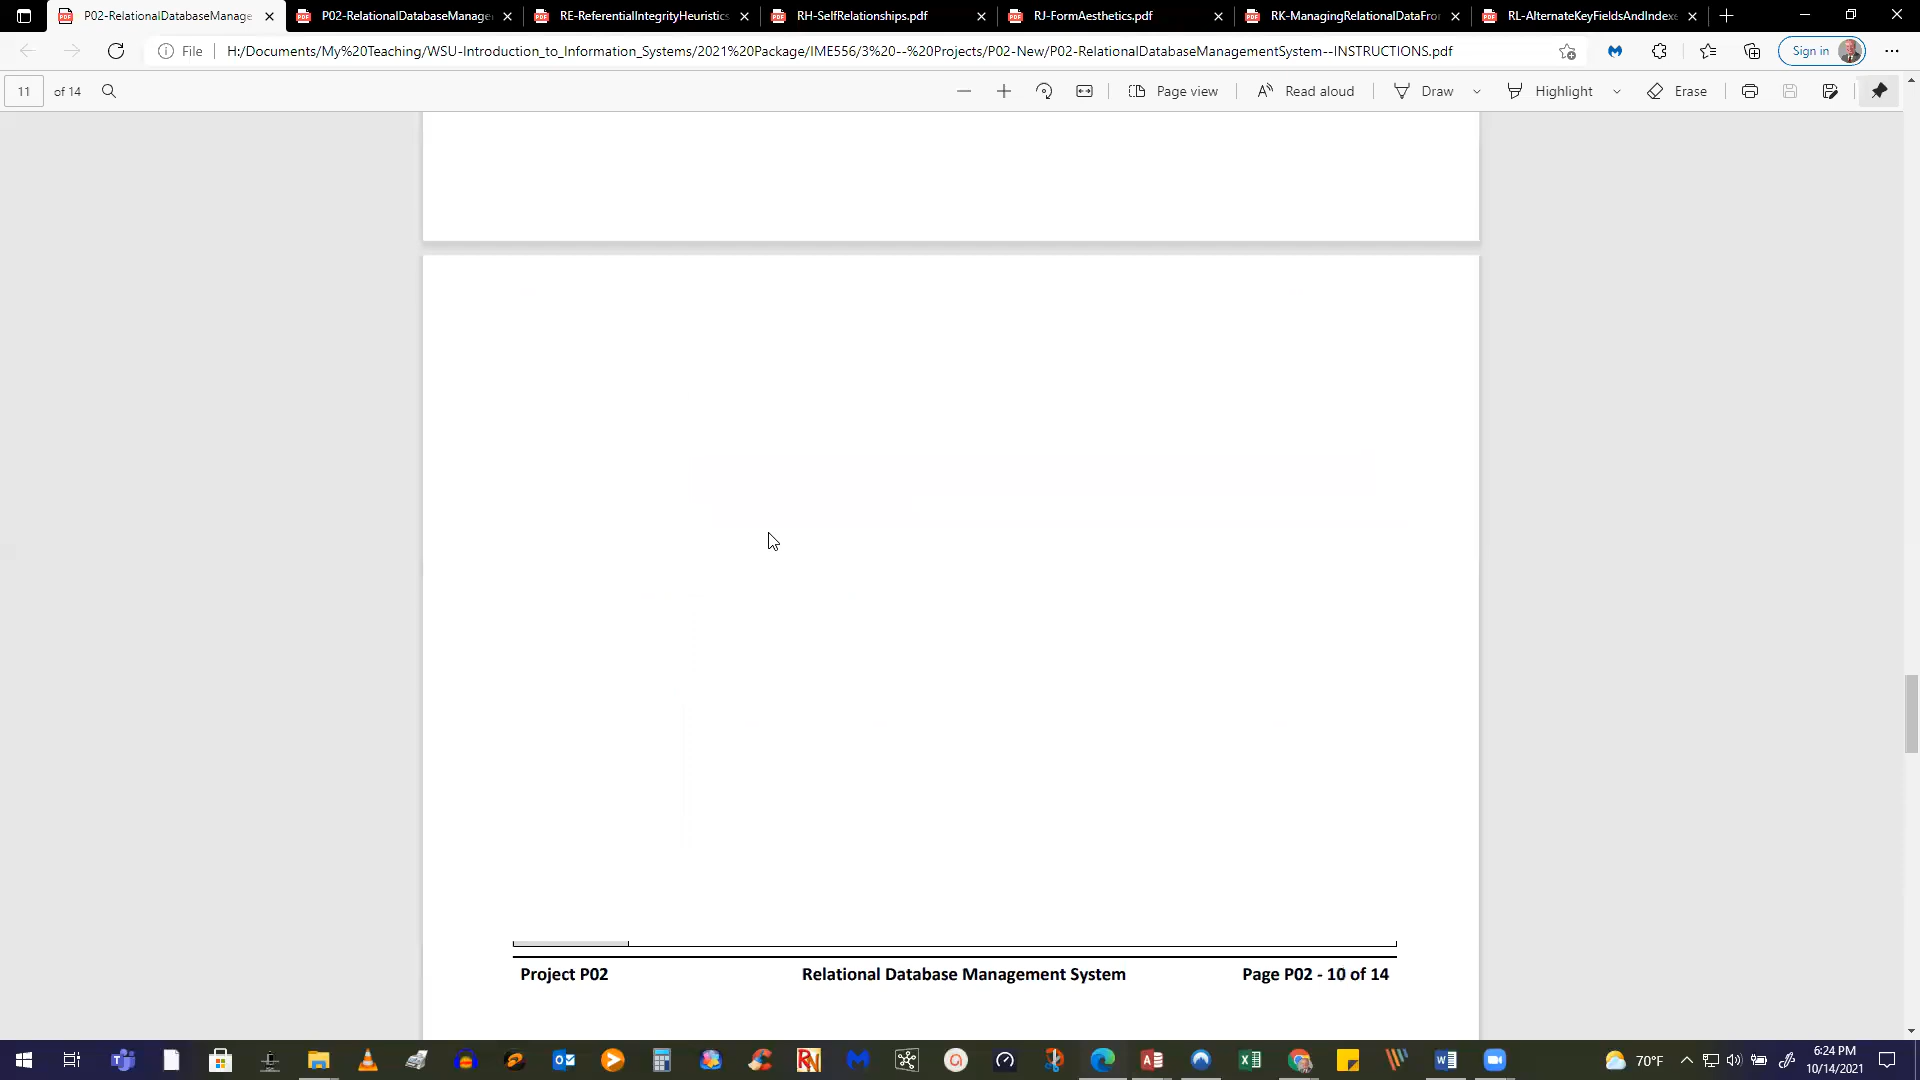 P02-RelationalDatabaseManage
P02-RelationalDatabaseManage
RE-ReferentialIntegrityHeuristics
RH-SelfRelationships.pdf
RJ-FormAesthetics.pdf
RK-ManagingRelationalDataFro
RL-AlternateKeyFieldsAndIndexe
File
H:/Documents/My%20Teaching/WSU-Introduction_to_Information_Systems/2021%20Package/IME556/3%20--%20Projects/P02-New/P02-RelationalDatabaseManagementSystem--INSTRUCTIONS.pdf
Sign in
11 of 14
Page view
Read aloud
Draw
Highlight
Erase
Project P02 Relational Database Management System Page P02 - 10 of 14
70°F
6:24 PM
10/14/2021